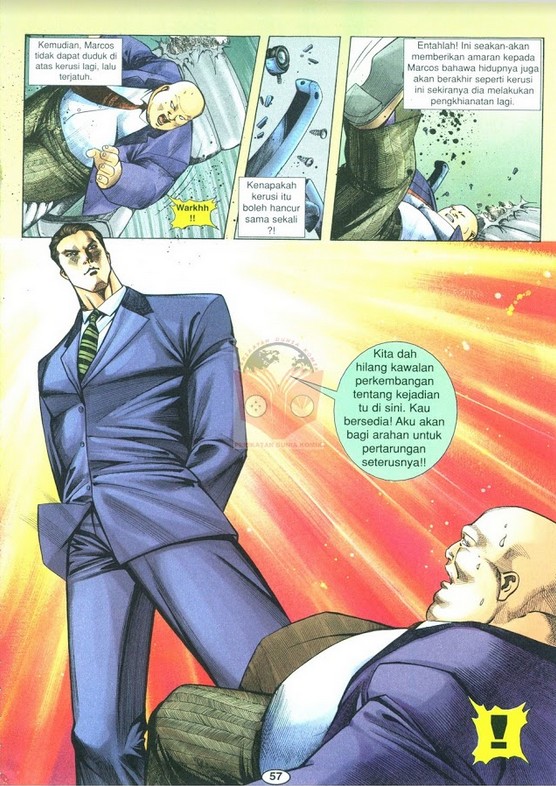 Kemudian, Marcos
tidak dapat duduk di
atas kerusi lagi, lalu
terjatuh.
Warkhh
!!
Kenapakah
kerusi itu
boleh hancur
sama sekali
?!
Entahlah! Ini seakan-akan
memberikan amaran kepada
Marcos bahawa hidupnya juga
akan berakhir seperti kerusi
ini sekiranya dia melakukan
pengkhianatan lagi.
Kita dah
hilang kawalan
perkembangan
tentang kejadian
tu di sini. Kau
bersedia! Aku akan
bagi arahan untuk
pertarungan
seterusnya!!
!
57